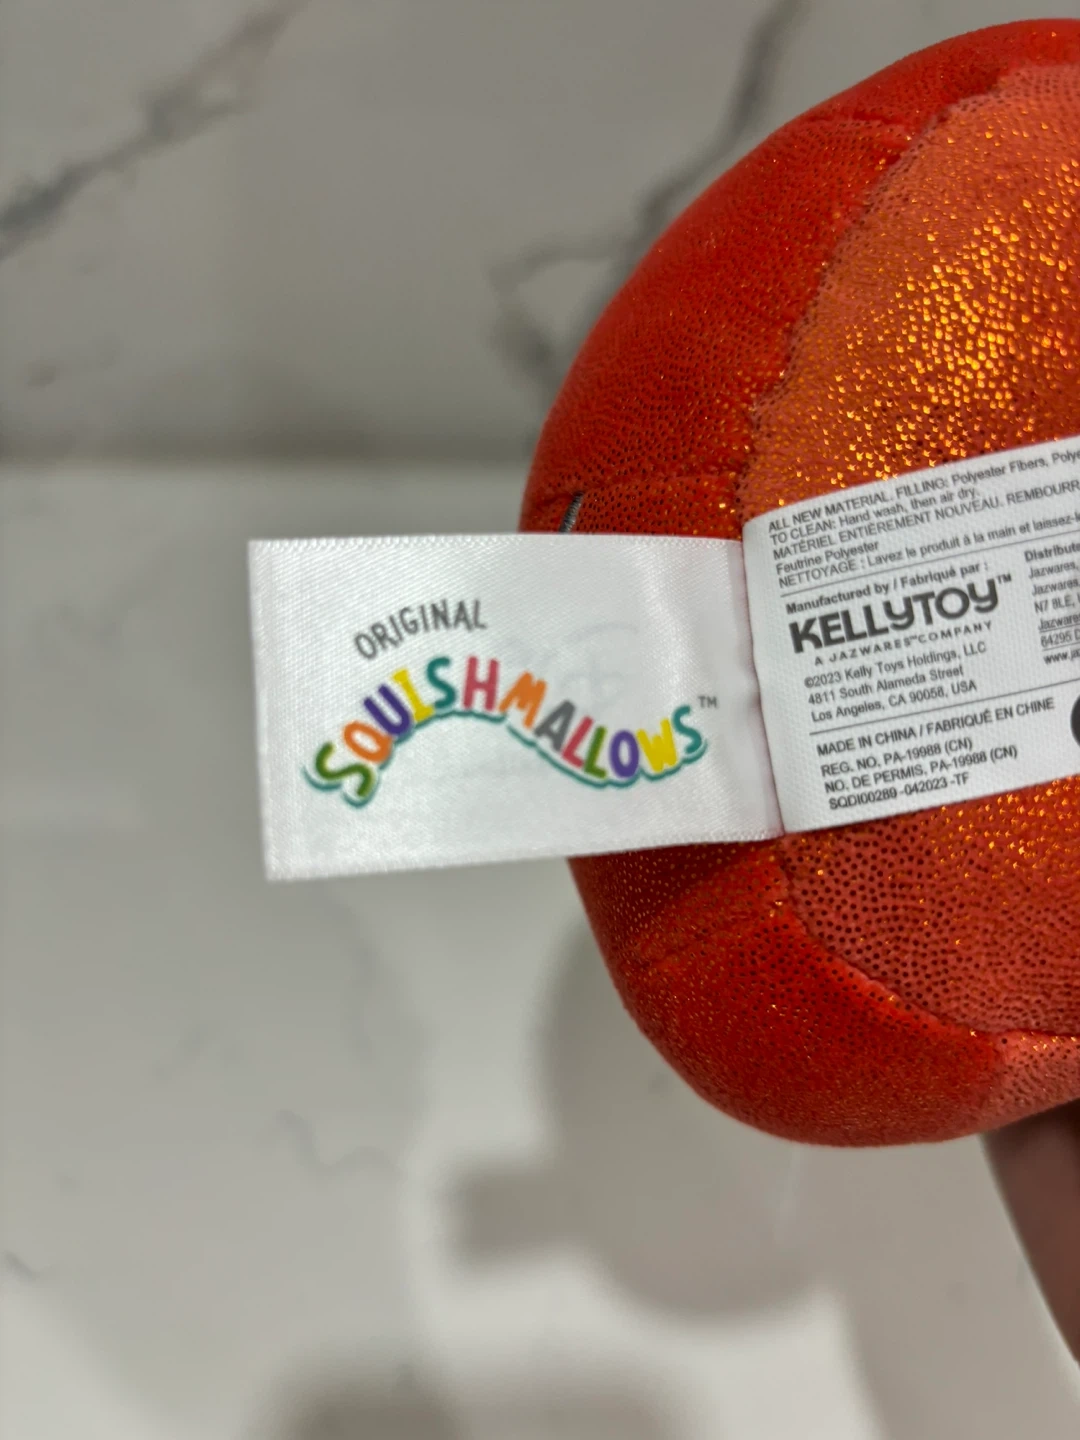 ORIGINAL
SQUISHMALLOWS™
ALL NEW MATERIAL. FILLING: Polyester Fibers,
TO CLEAN: Hand wash, then air dry.
MATÉRIEL ENTIÈREMENT NOUVEAU. REMBOURR
Feutrine Polyester
NETTOYAGE : Lavez le produit à la main et laissez-
Manufactured by / Fabriqué par :
KELLYTOY™
A JAZWARES™ COMPANY
©2023 Kelly Toys Holdings, LLC
4811 South Alameda Street
Los Angeles, CA 90058, USA
MADE IN CHINA / FABRIQUÉ EN CHINE
REG. NO. PA-19988 (CN)
NO. DE PERMIS. PA-19988 (CN)
SQDI00289-042023-TF
Distribute
Jazwares,
Jazwares
N7 8LE,
Jazwares
64295 D
www.ja